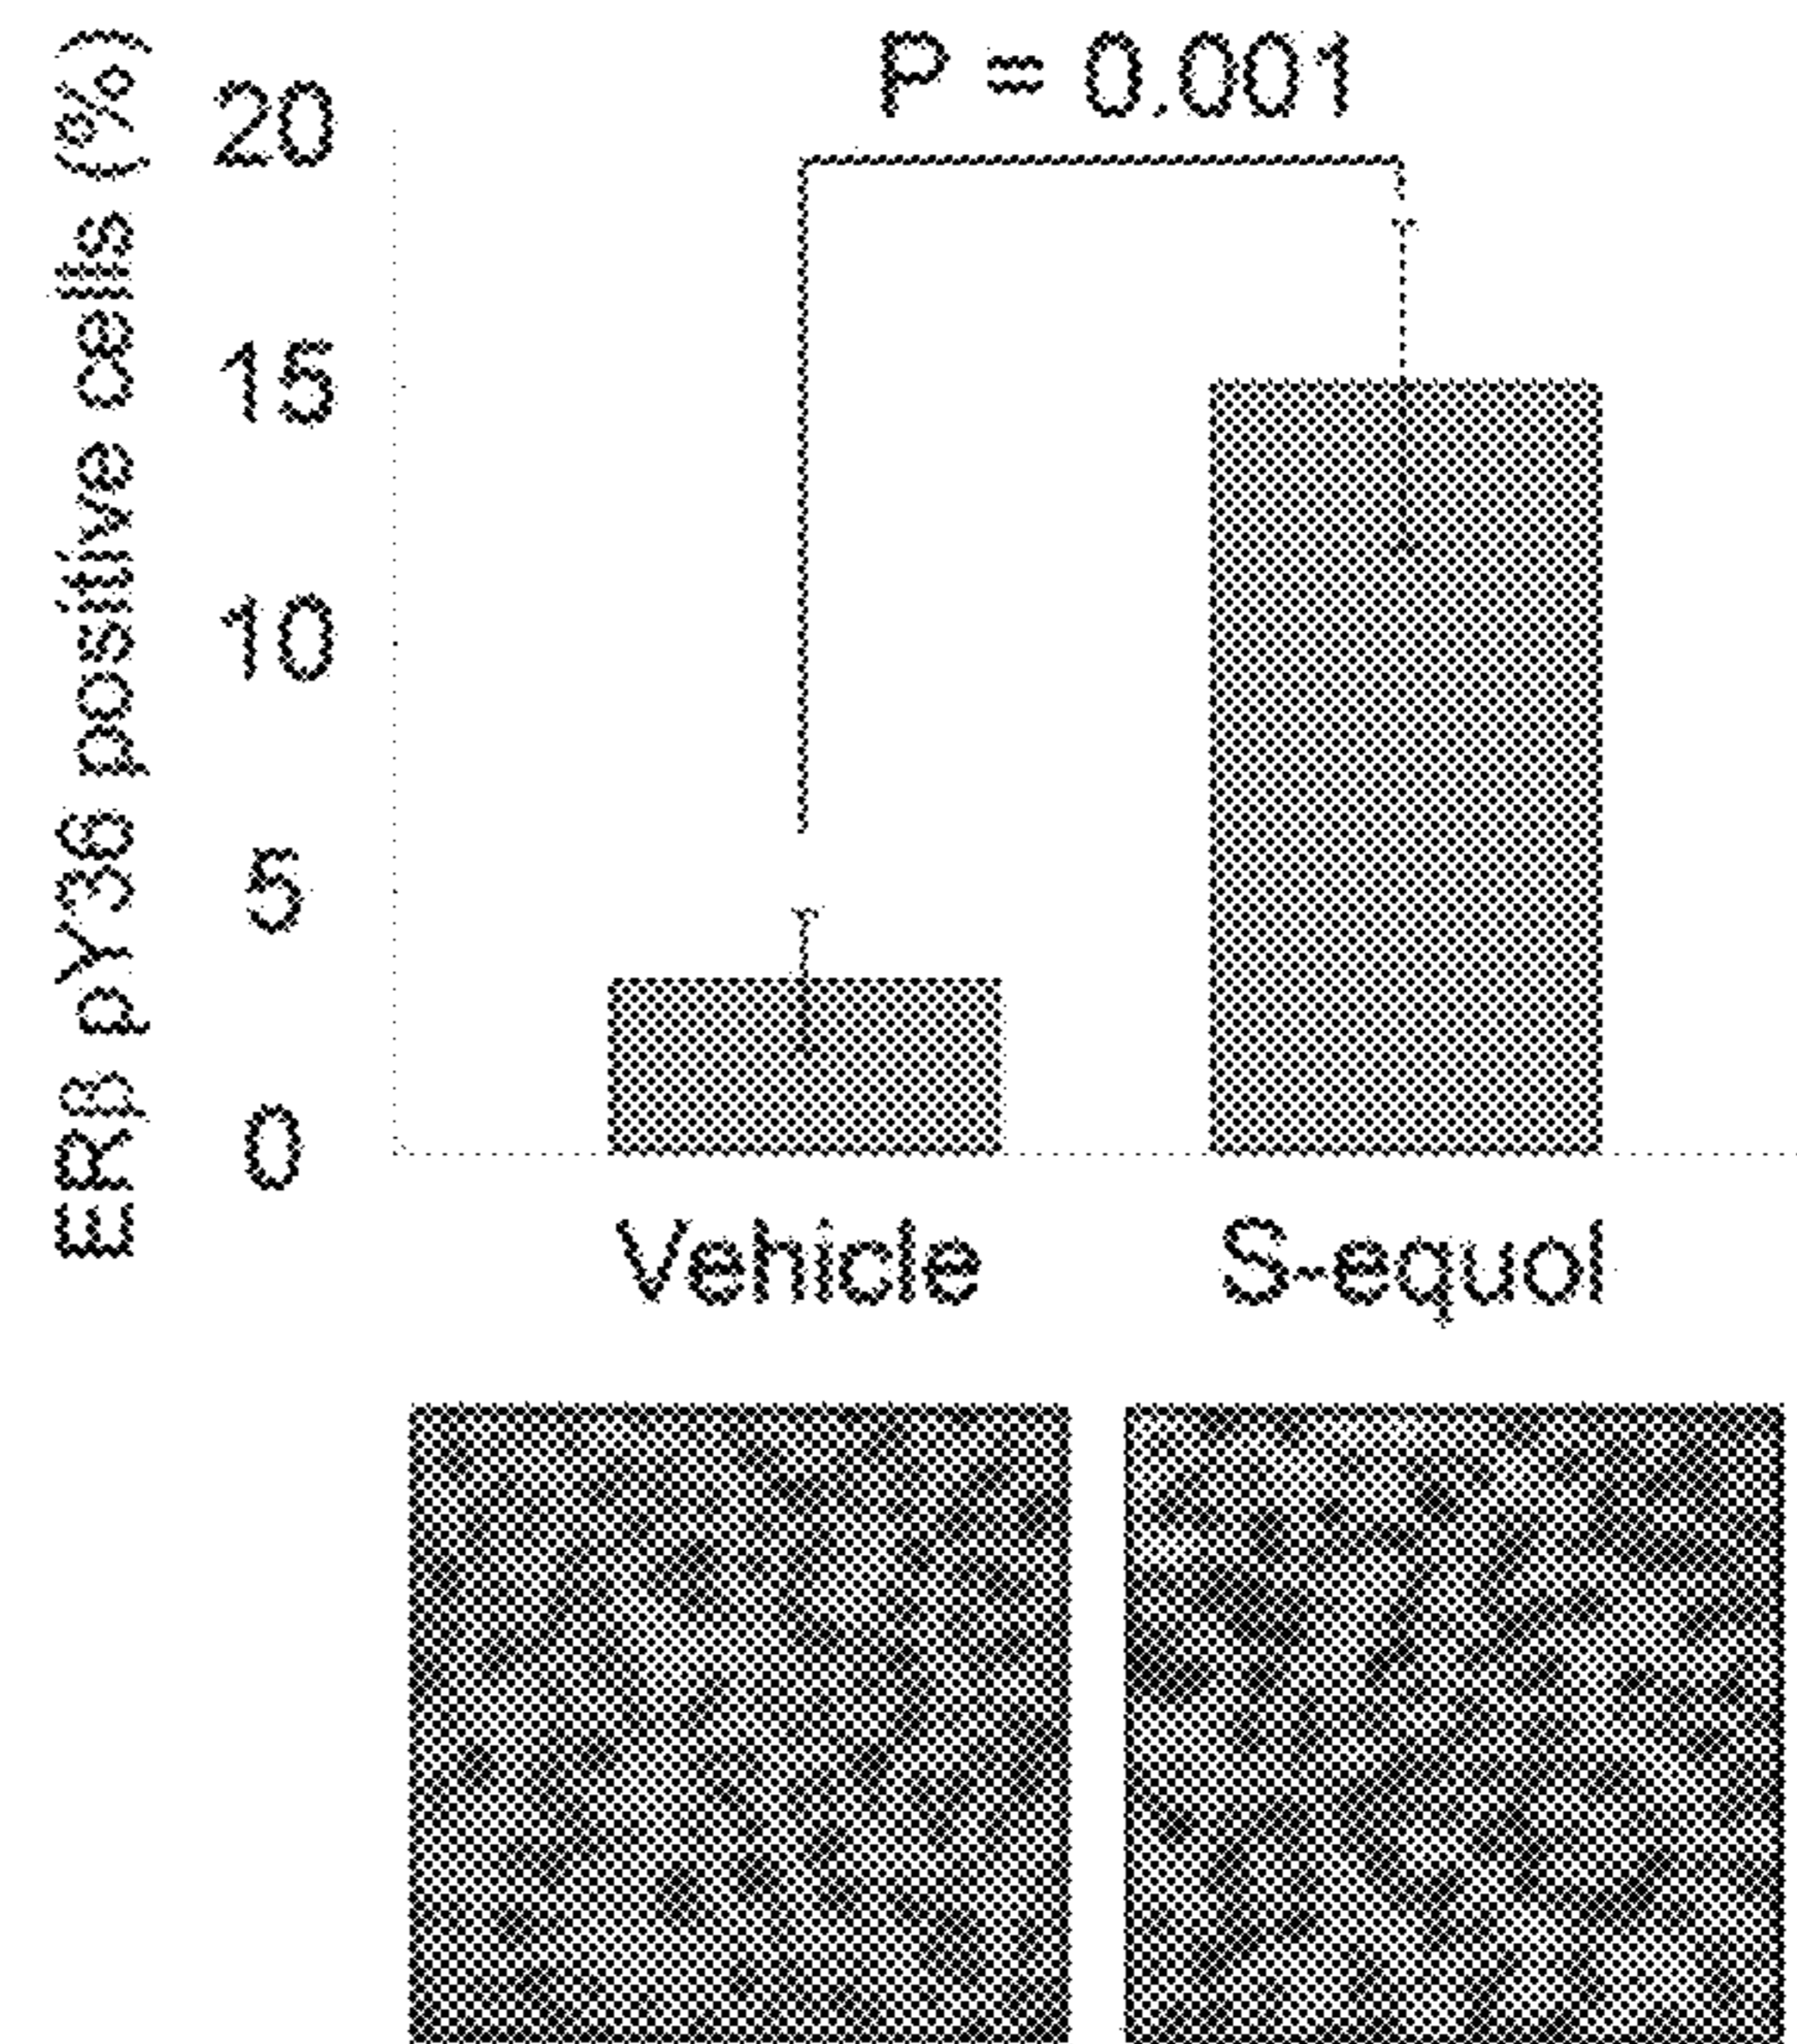 ERβ pY36 positive cells (%)
P = 0.001
20
15
10
5
0
Vehicle S-equol